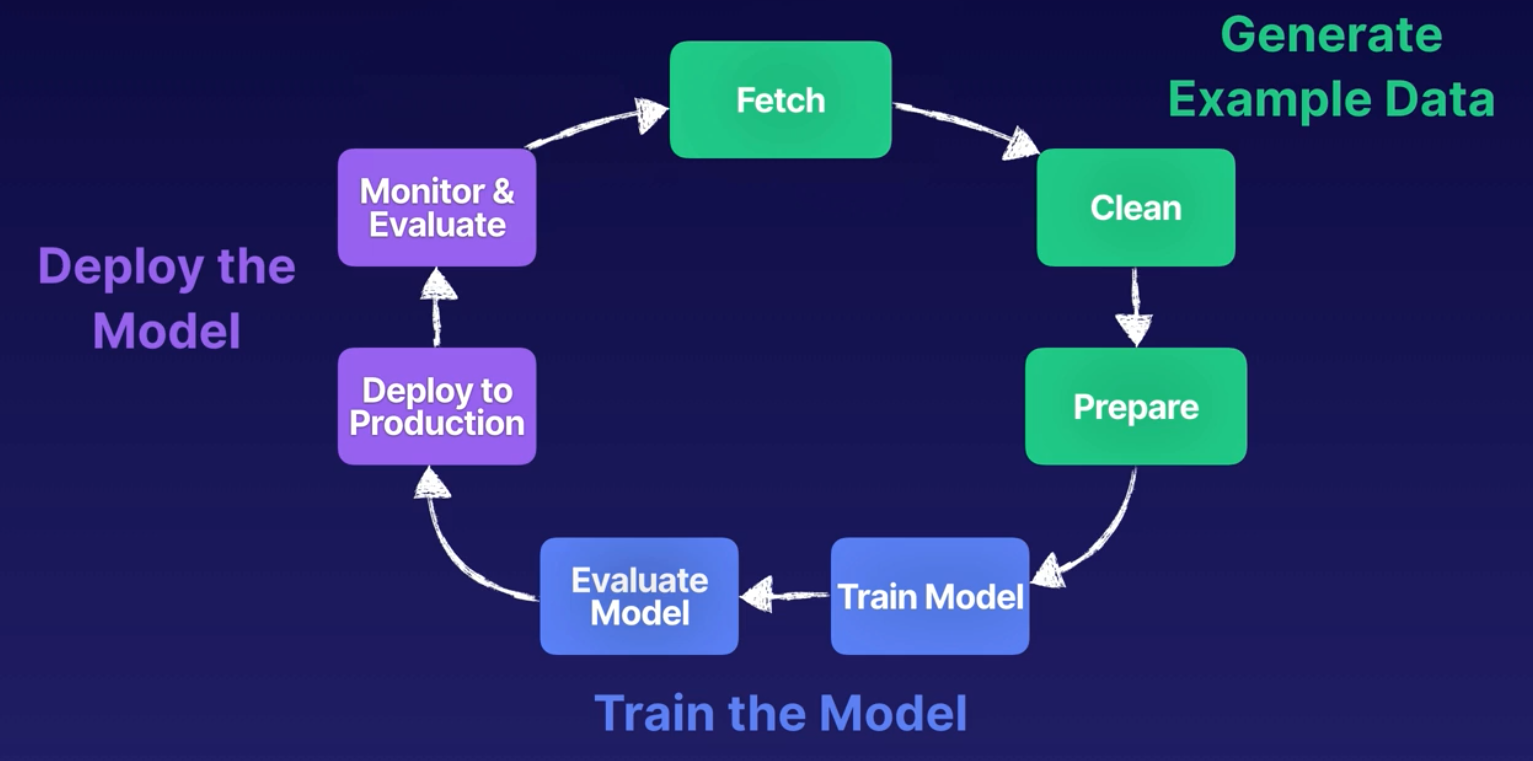 Generate
Example Data
Fetch
Clean
Prepare
Train Model
Evaluate
Model
Train the Model
Deploy to
Production
Monitor &
Evaluate
Deploy the
Model